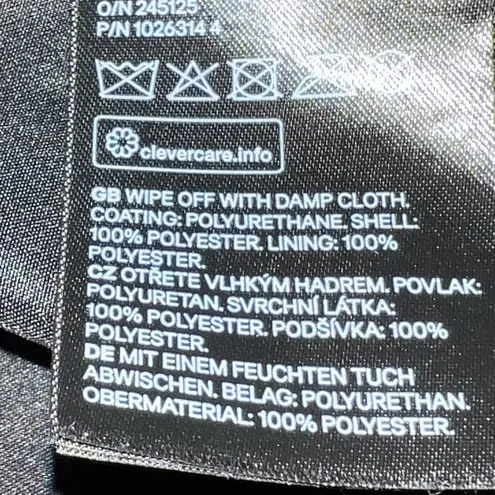 O/N 245125
P/N 1026314 4
clevercare.info
GB WIPE OFF WITH DAMP CLOTH.
COATING: POLYURETHANE. SHELL:
100% POLYESTER. LINING: 100%
POLYESTER.
CZ OTŘETE VLHKÝM HADREM. POVLAK:
POLYURETAN. SVRCHNÍ LÁTKA:
100% POLYESTER. PODŠÍVKA: 100%
POLYESTER.
DE MIT EINEM FEUCHTEN TUCH
ABWISCHEN. BELAG: POLYURETHAN.
OBERMATERIAL: 100% POLYESTER.